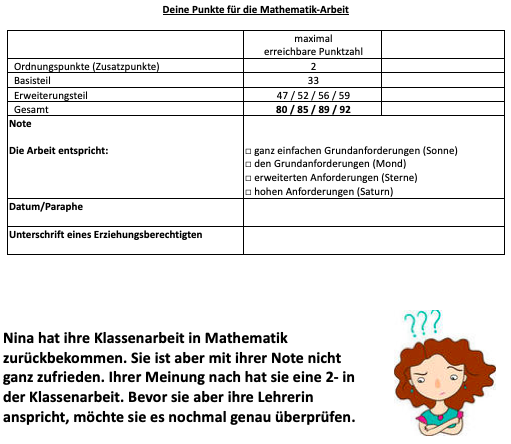 Deine Punkte für die Mathematik-Arbeit
maximal
erreichbare Punktzahl
Ordnungspunkte (Zusatzpunkte) 2
Basisteil 33
Erweiterungsteil 47 / 52 / 56 / 59
Gesamt 80 / 85 / 89 / 92
Note
Die Arbeit entspricht: □ ganz einfachen Grundanforderungen (Sonne)
□ den Grundanforderungen (Mond)
□ erweiterten Anforderungen (Sterne)
□ hohen Anforderungen (Saturn)
Datum/Paraphe
Unterschrift eines Erziehungsberechtigten
???
Nina hat ihre Klassenarbeit in Mathematik
zurückbekommen. Sie ist aber mit ihrer Note nicht
ganz zufrieden. Ihrer Meinung nach hat sie eine 2- in
der Klassenarbeit. Bevor sie aber ihre Lehrerin
anspricht, möchte sie es nochmal genau überprüfen.